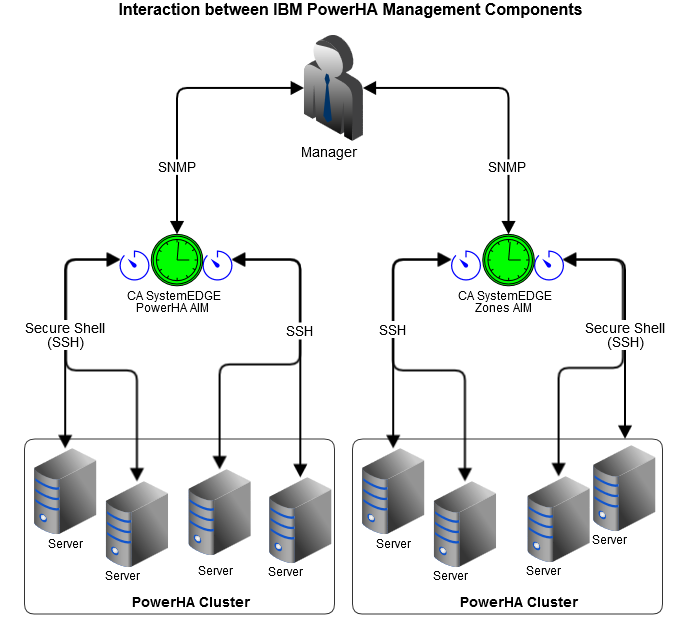 Interaction between IBM PowerHA Management Components
Manager
SNMP
SNMP
CA SystemEDGE
PowerHA AIM
CA SystemEDGE
Zones AIM
Secure Shell
(SSH)
SSH
SSH
Secure Shell
(SSH)
Server
Server
Server
Server
PowerHA Cluster
Server
Server
Server
Server
PowerHA Cluster